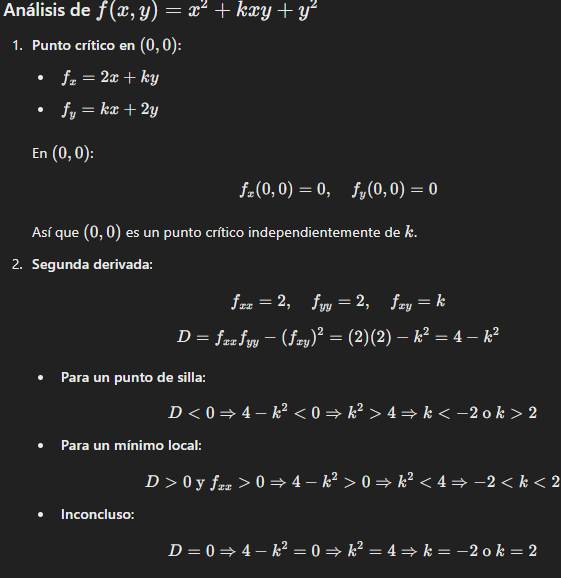 Análisis de f(x, y) = x² + kxy + y²
1. Punto crítico en (0, 0):
• fₓ = 2x + ky
• f_y = kx + 2y
En (0, 0):
fₓ(0, 0) = 0, f_y(0, 0) = 0
Así que (0, 0) es un punto crítico independientemente de k.
2. Segunda derivada:
fₓₓ = 2, f_yy = 2, f_xy = k
D = fₓₓf_yy − (f_xy)² = (2)(2) − k² = 4 − k²
• Para un punto de silla:
D < 0 ⇒ 4 − k² < 0 ⇒ k² > 4 ⇒ k < −2 o k > 2
• Para un mínimo local:
D > 0 y fₓₓ > 0 ⇒ 4 − k² > 0 ⇒ k² < 4 ⇒ −2 < k < 2
• Inconcluso:
D = 0 ⇒ 4 − k² = 0 ⇒ k² = 4 ⇒ k = −2 o k = 2